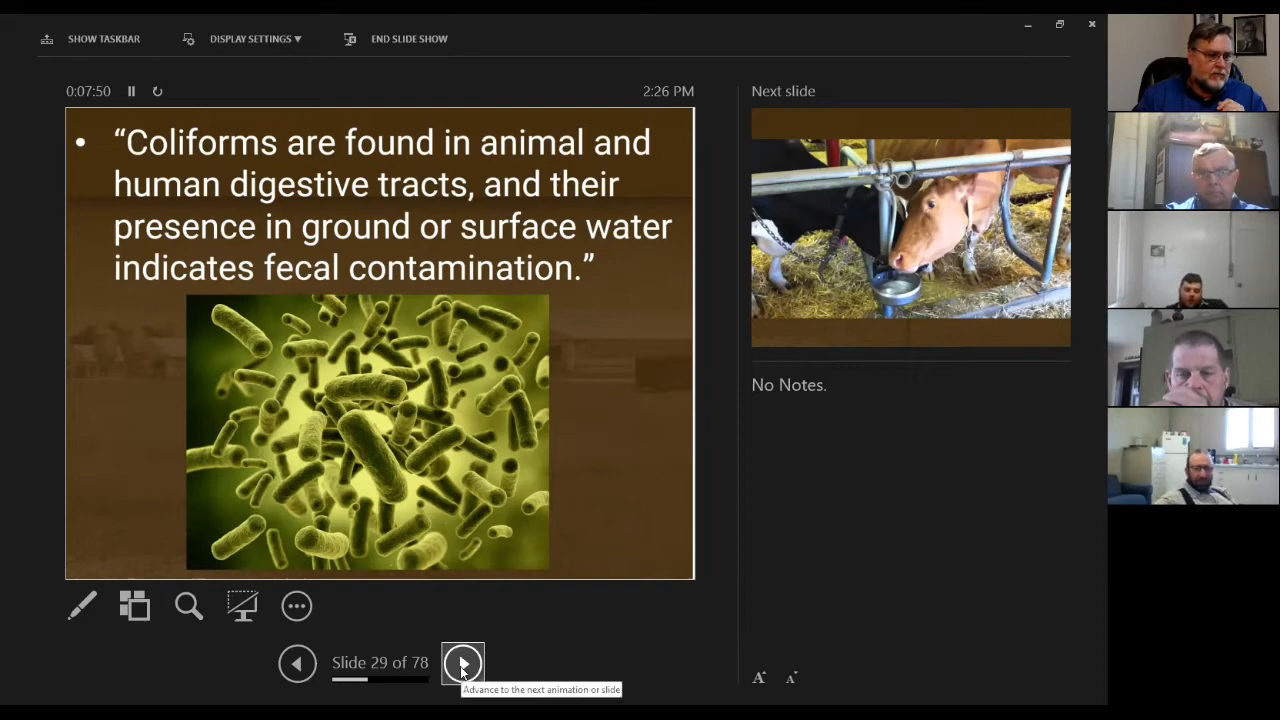 SHOW TASKBAR
DISPLAY SETTINGS ▼
END SLIDE SHOW
0:07:50
2:26 PM
• “Coliforms are found in animal and
human digestive tracts, and their
presence in ground or surface water
indicates fecal contamination.”
Next slide
No Notes.
Slide 29 of 78
Advance to the next animation or slide
A A